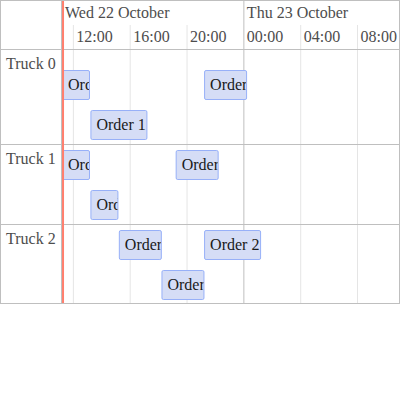 Wed 22 October Thu 23 October
12:00 16:00 20:00 00:00 04:00 08:00
Truck 0
Ord Order
Order 1
Truck 1
Ord Order
Ord
Truck 2
Order Order 2
Order